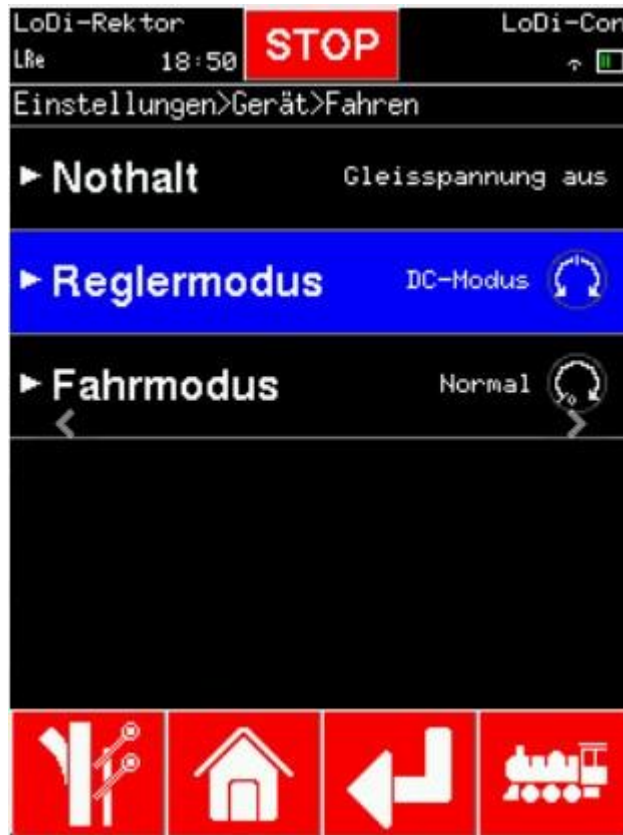 LoDi-Rektor
STOP
LoDi-Con
LRe
18:50
Einstellungen>Gerät>Fahren
Nothalt
Gleisspannung aus
Reglermodus
DC-Modus
Fahrmodus
Normal